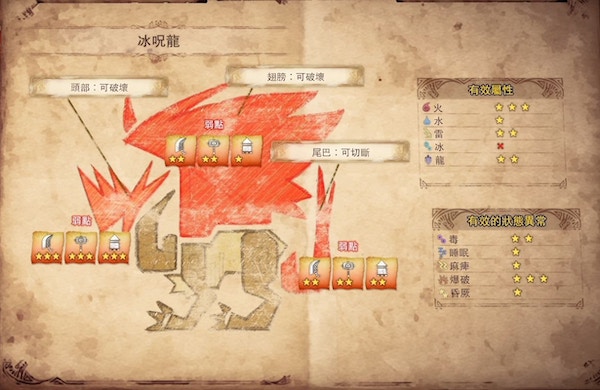 冰呪龍
頭部：可破壞
翅膀：可破壞
尾巴：可切斷
弱點
弱點
弱點
有效屬性
火
水
雷
冰
龍
有效的狀態異常
毒
睡眠
麻痺
爆破
昏厥